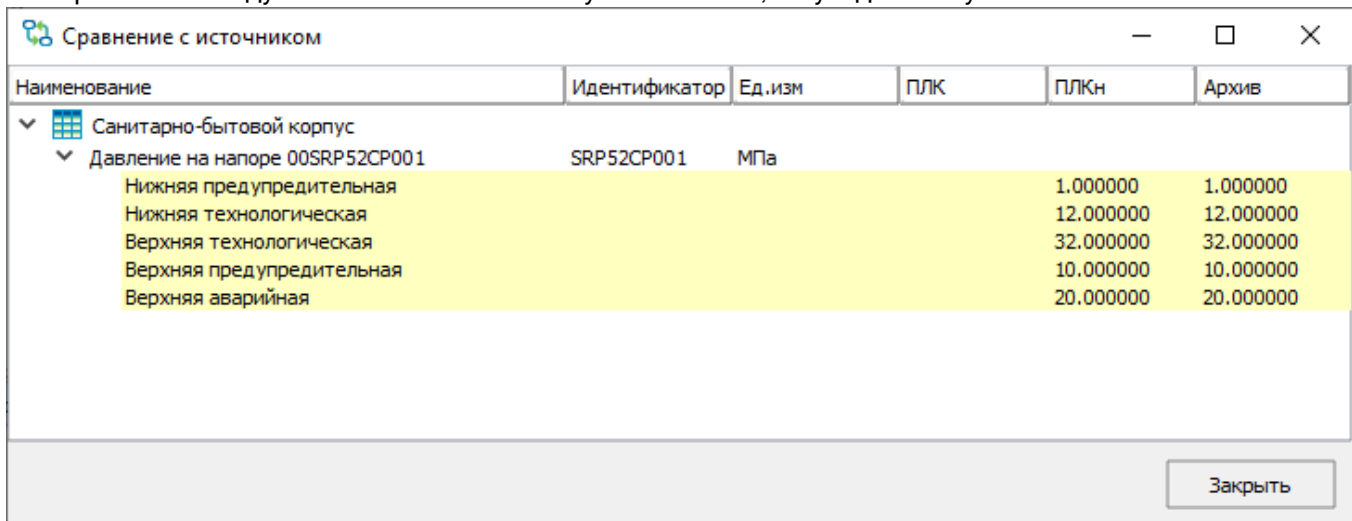 Сравнение с источником
Наименование Идентификатор Ед.изм ПЛК ПЛКн Архив
Санитарно-бытовой корпус
Давление на напоре 00SRP52CP001 SRP52CP001 МПа
Нижняя предупредительная 1.000000 1.000000
Нижняя технологическая 12.000000 12.000000
Верхняя технологическая 32.000000 32.000000
Верхняя предупредительная 10.000000 10.000000
Верхняя аварийная 20.000000 20.000000
Закрыть